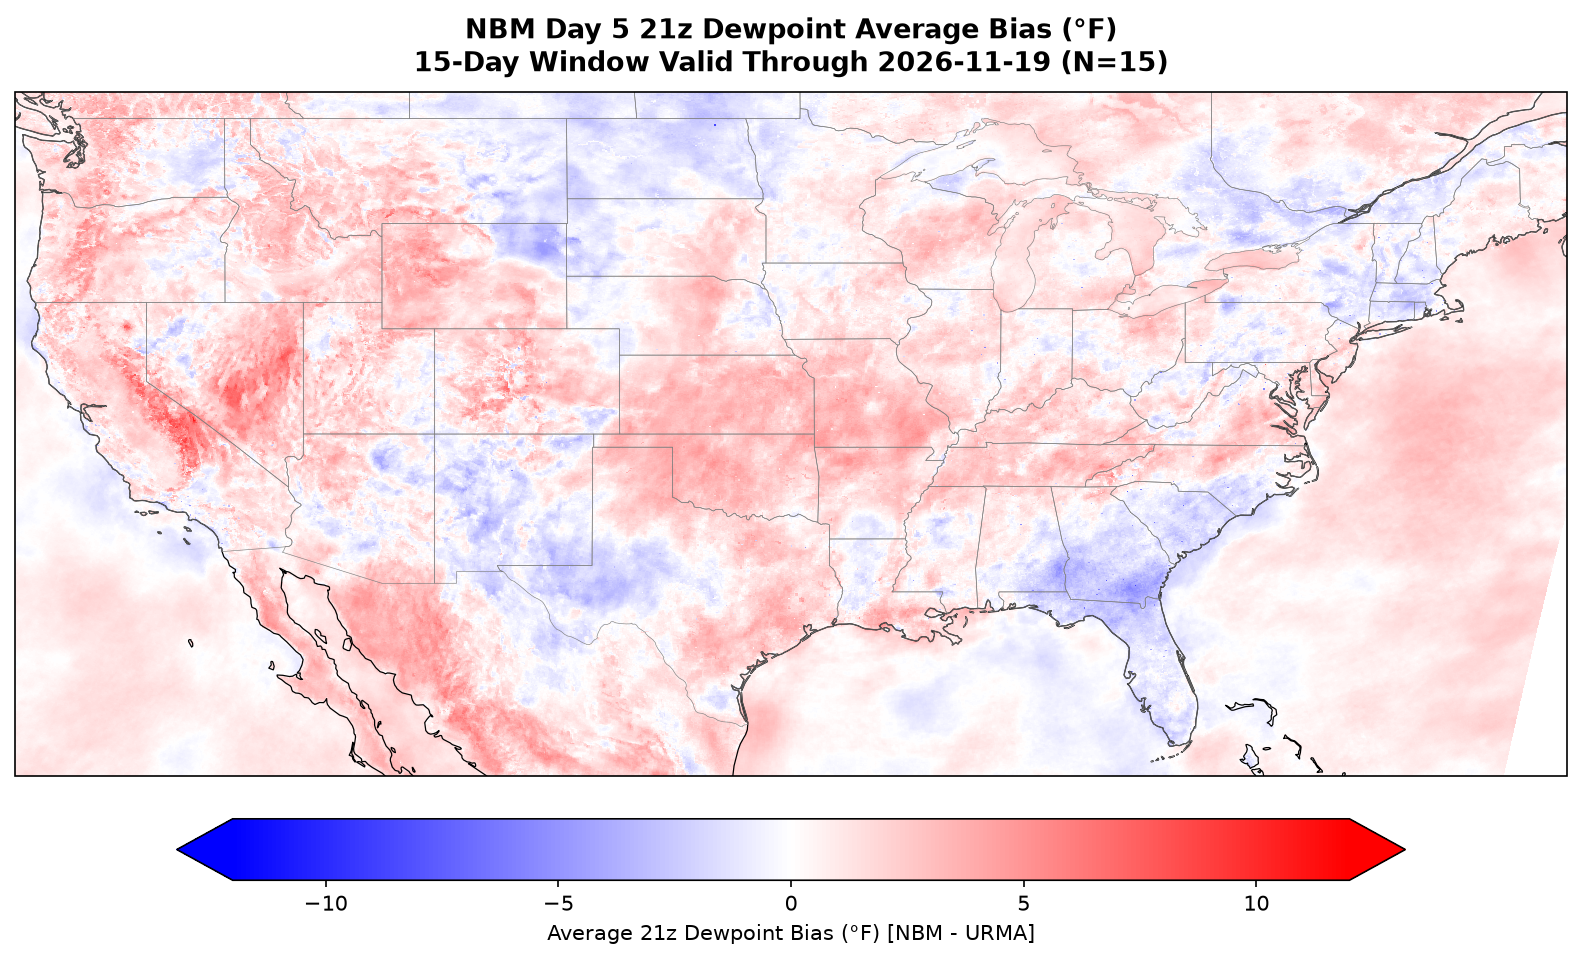 NBM Day 5 21z Dewpoint Average Bias (°F)
15-Day Window Valid Through 2026-11-19 (N=15)
−10 −5 0 5 10
Average 21z Dewpoint Bias (°F) [NBM - URMA]